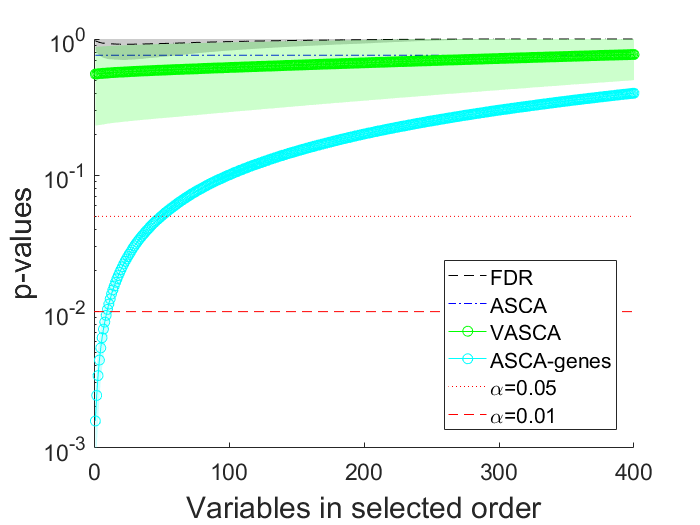 10^0
10^-1
10^-2
10^-3
p-values
0 100 200 300 400
Variables in selected order
FDR
ASCA
VASCA
ASCA-genes
α=0.05
α=0.01